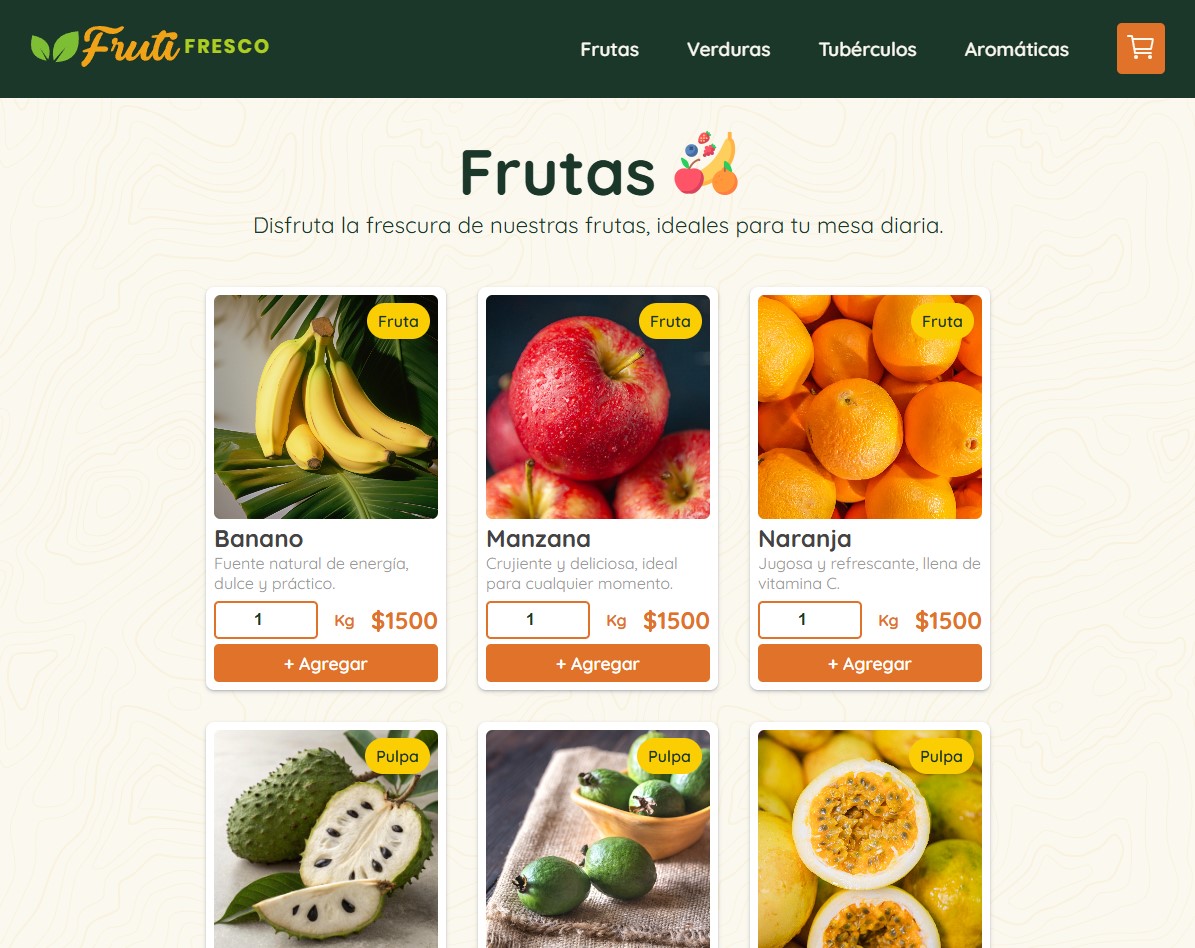 Fruti FRESCO
Frutas Verduras Tubérculos Aromáticas
Frutas
Disfruta la frescura de nuestras frutas, ideales para tu mesa diaria.
Fruta
Banano
Fuente natural de energía,
dulce y práctico.
1 Kg $1500
+ Agregar
Fruta
Manzana
Crujiente y deliciosa, ideal
para cualquier momento.
1 Kg $1500
+ Agregar
Fruta
Naranja
Jugosa y refrescante, llena de
vitamina C.
1 Kg $1500
+ Agregar
Pulpa
Pulpa
Pulpa